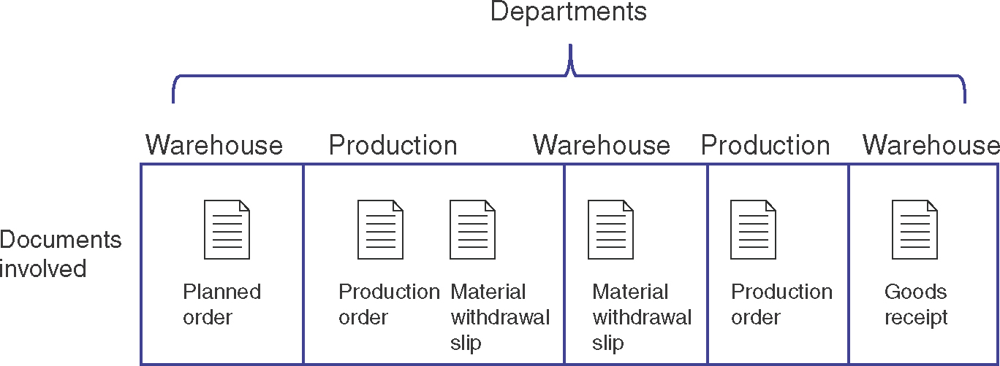 Departments
Warehouse Production Warehouse Production Warehouse
Documents
involved
Planned
order
Production
order
Material
withdrawal
slip
Material
withdrawal
slip
Production
order
Goods
receipt